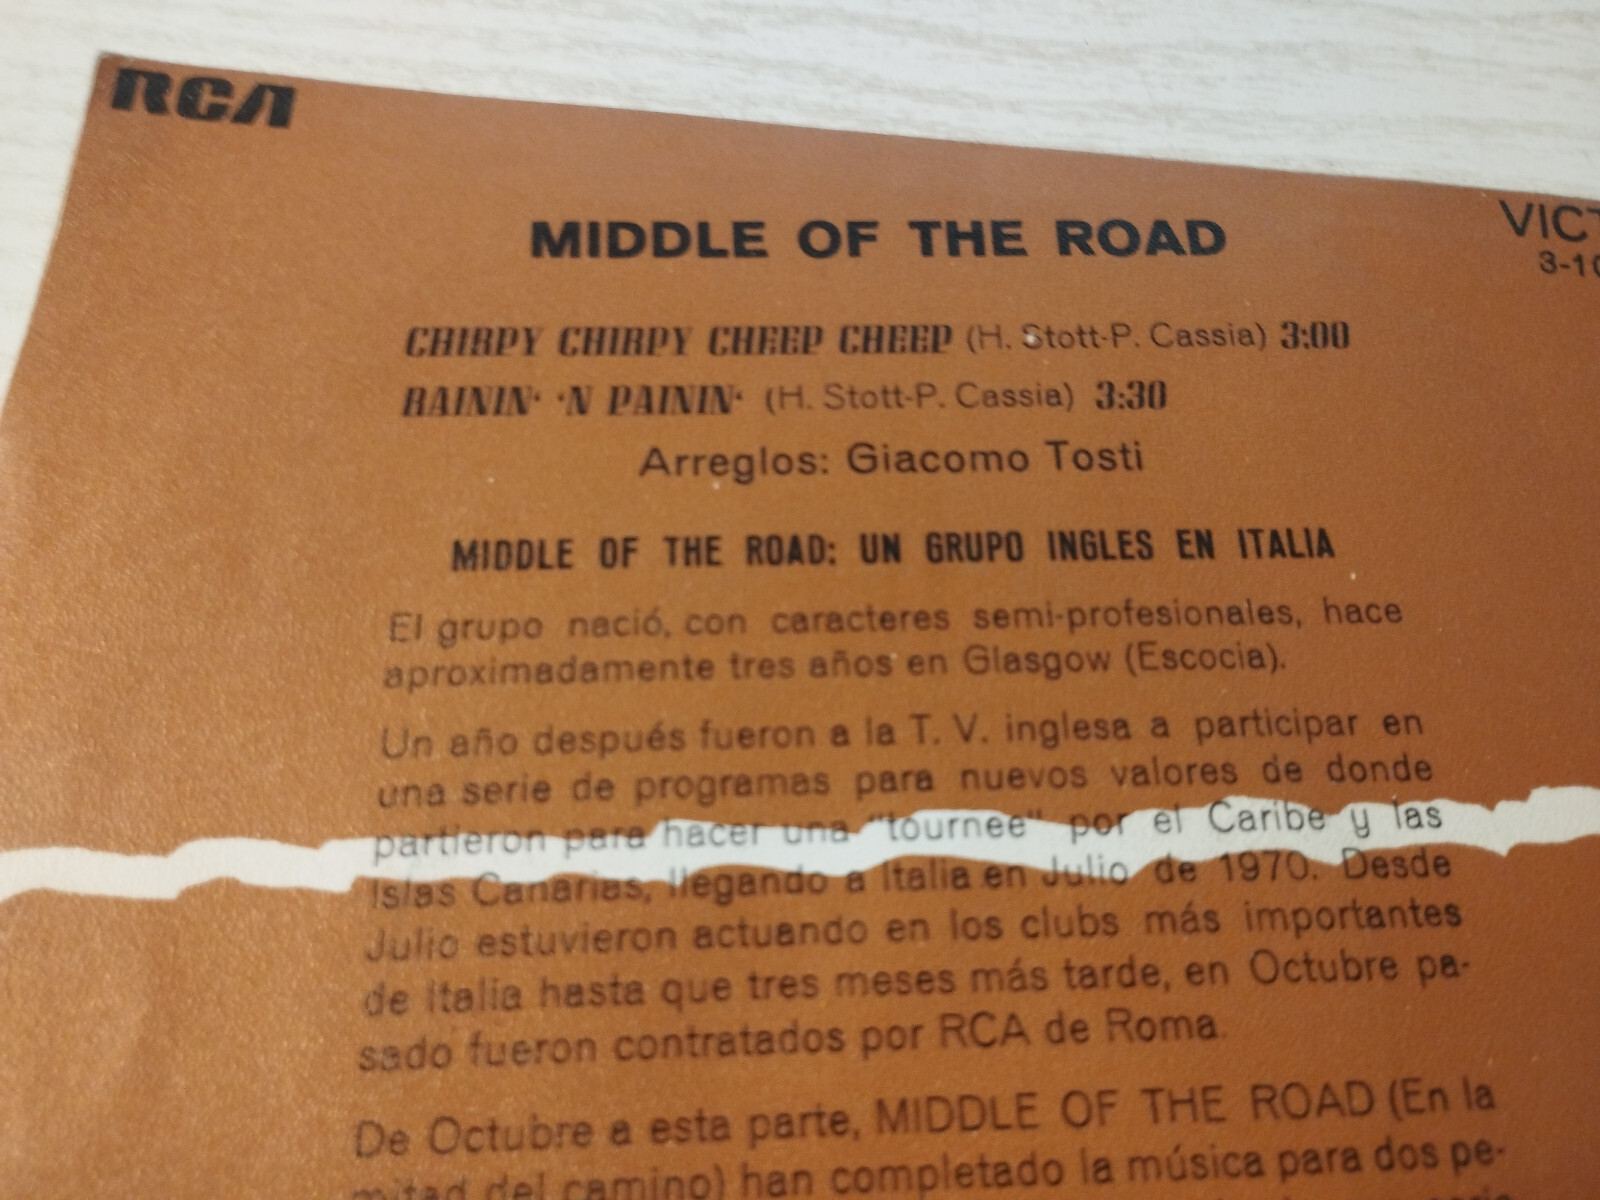 RCA
MIDDLE OF THE ROAD
VICT
3-10
CHIRPY CHIRPY CHEEP CHEEP (H. Stott-P. Cassia) 3:00
RAININ' 'N PAININ' (H. Stott-P. Cassia) 3:30
Arreglos: Giacomo Tosti
MIDDLE OF THE ROAD: UN GRUPO INGLES EN ITALIA
El grupo nació, con caracteres semi-profesionales, hace
aproximadamente tres años en Glasgow (Escocia).
Un año después fueron a la T. V. inglesa a participar en
una serie de programas para nuevos valores de donde
partieron para hacer una "tournee" por el Caribe y las
Islas Canarias, llegando a Italia en Julio de 1970. Desde
Julio estuvieron actuando en los clubs más importantes
de Italia hasta que tres meses más tarde, en Octubre pa-
sado fueron contratados por RCA de Roma.
De Octubre a esta parte, MIDDLE OF THE ROAD (En la
mitad del camino) han completado la música para dos pe-